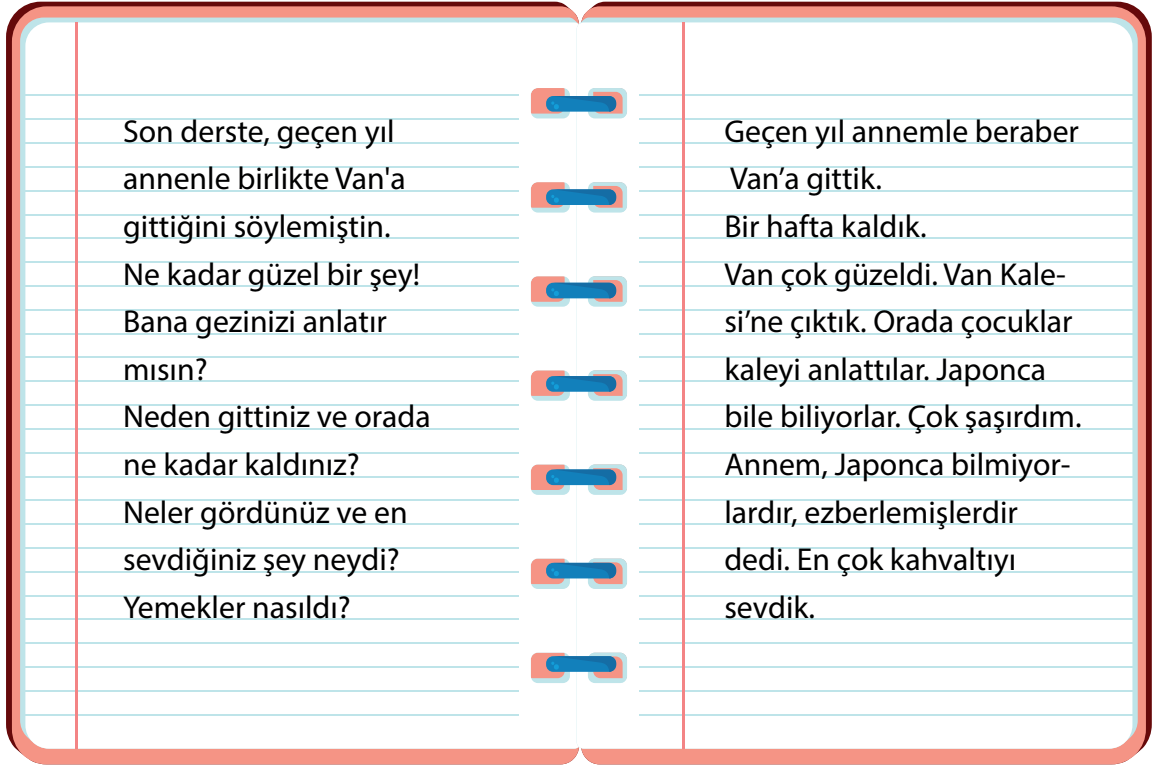 Son derste, geçen yıl
annenle birlikte Van'a
gittiğini söylemiştin.
Ne kadar güzel bir şey!
Bana gezinizi anlatır
mısın?
Neden gittiniz ve orada
ne kadar kaldınız?
Neler gördünüz ve en
sevdiğiniz şey neydi?
Yemekler nasıldı?
Geçen yıl annemle beraber
Van’a gittik.
Bir hafta kaldık.
Van çok güzeldi. Van Kale-
si’ne çıktık. Orada çocuklar
kaleyi anlattılar. Japonca
bile biliyorlar. Çok şaşırdım.
Annem, Japonca bilmiyor-
lardır, ezberlemişlerdir
dedi. En çok kahvaltıyı
sevdik.